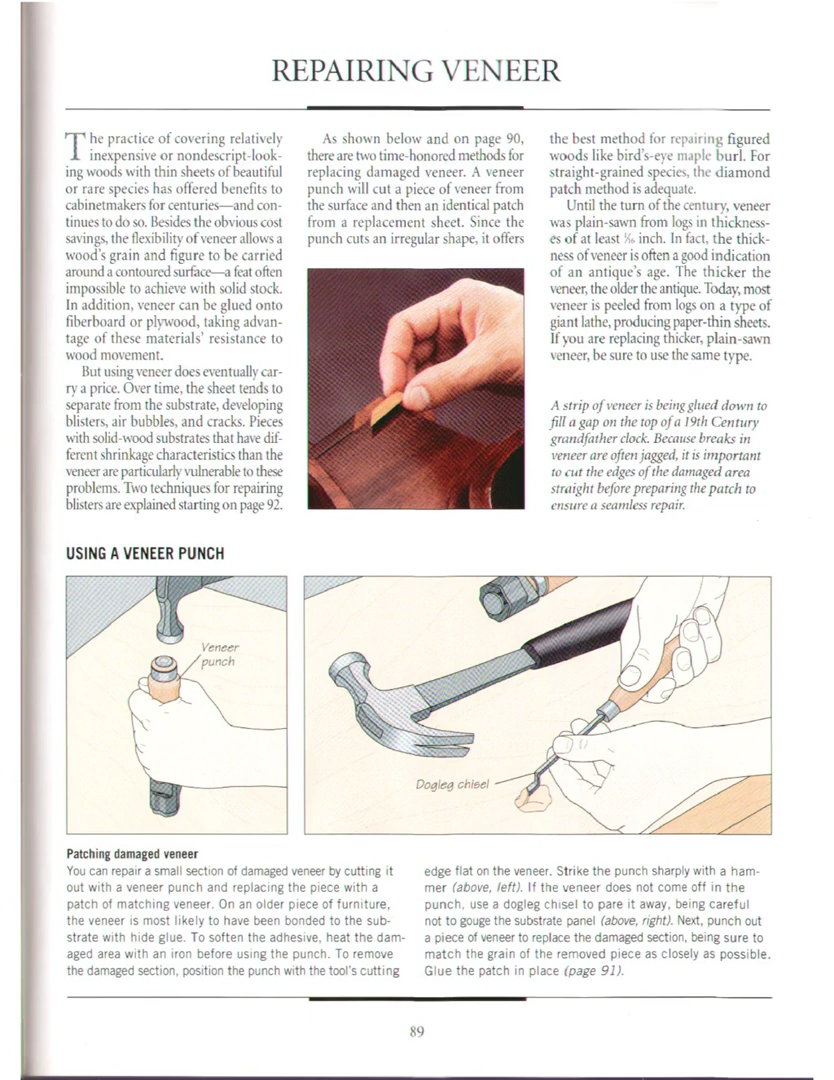 REPAIRING VENEER
The practice of covering relatively
inexpensive or nondescript-look-
ing woods with thin sheets of beautiful
or rare species has offered benefits to
cabinetmakers for centuries—and con-
tinues to do so. Besides the obvious cost
savings, the flexibility of veneer allows a
wood's grain and figure to be carried
around a contoured surface—a feat often
impossible to achieve with solid stock.
In addition, veneer can be glued onto
fiberboard or plywood, taking advan-
tage of these materials' resistance to
wood movement.
But using veneer does eventually car-
ry a price. Over time, the sheet tends to
separate from the substrate, developing
blisters, air bubbles, and cracks. Pieces
with solid-wood substrates that have dif-
ferent shrinkage characteristics than the
veneer are particularly vulnerable to these
problems. Two techniques for repairing
blisters are explained starting on page 92.
As shown below and on page 90,
there are two time-honored methods for
replacing damaged veneer. A veneer
punch will cut a piece of veneer from
the surface and then an identical patch
from a replacement sheet. Since the
punch cuts an irregular shape, it offers
the best method for repairing figured
woods like bird's-eye maple burl. For
straight-grained species, the diamond
patch method is adequate.
Until the turn of the century, veneer
was plain-sawn from logs in thickness-
es of at least inch. In fact, the thick-
ness of veneer is often a good indication
of an antique's age. The thicker the
veneer, the older the antique. Today, most
veneer is peeled from logs on a type of
giant lathe, producing paper-thin sheets.
If you are replacing thicker, plain-sawn
veneer, be sure to use the same type.
A strip of veneer is being glued down to
fill a gap on the top of a 19th Century
grandfather clock. Because breaks in
veneer are often jagged, it is important
to cut the edges of the damaged area
straight before preparing the patch to
ensure a seamless repair.
USING A VENEER PUNCH
Veneer
punch
Dogleg chisel
Patching damaged veneer
You can repair a small section of damaged veneer by cutting it
out with a veneer punch and replacing the piece with a
patch of matching veneer. On an older piece of furniture,
the veneer is most likely to have been bonded to the sub-
strate with hide glue. To soften the adhesive, heat the dam-
aged area with an iron before using the punch. To remove
the damaged section, position the punch with the tool's cutting
edge flat on the veneer. Strike the punch sharply with a ham-
mer (above, left). If the veneer does not come off in the
punch, use a dogleg chisel to pare it away, being careful
not to gouge the substrate panel (above, right). Next, punch out
a piece of veneer to replace the damaged section, being sure to
match the grain of the removed piece as closely as possible.
Glue the patch in place (page 91).
89